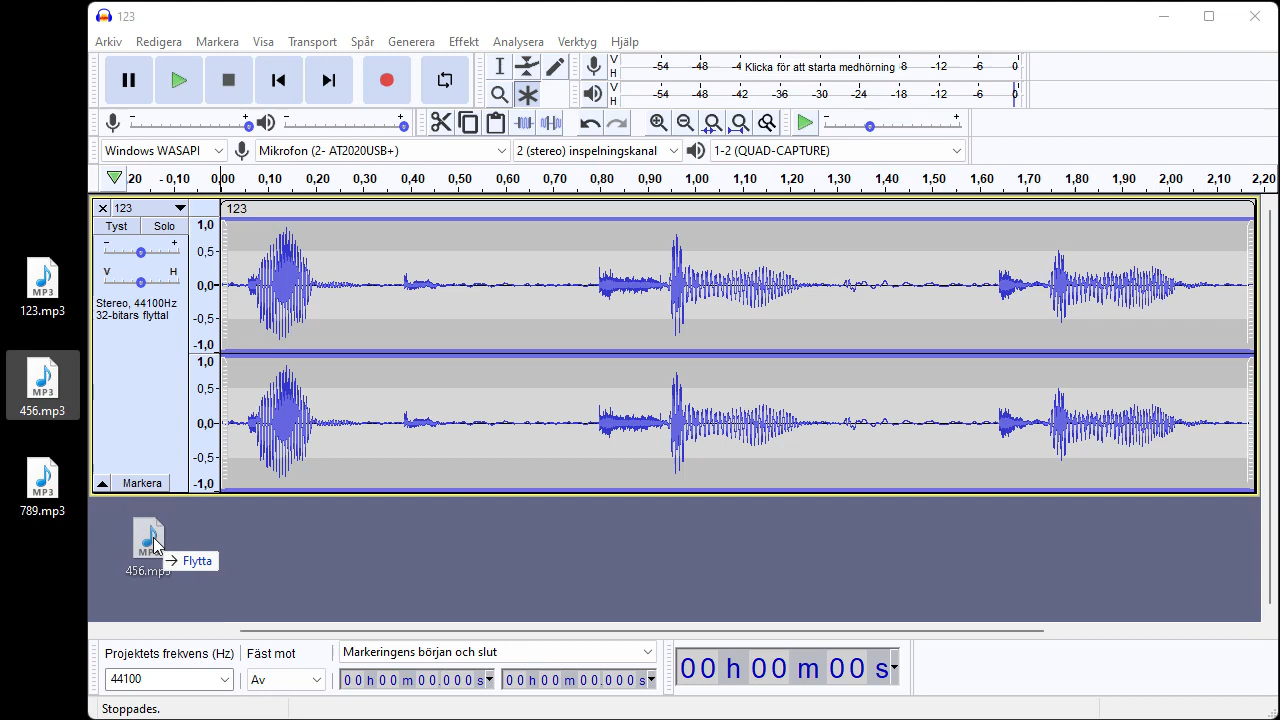 123
Arkiv Redigera Markera Visa Transport Spår Generera Effekt Analysera Verktyg Hjälp
V H -54 -48 -4 Klicka för att starta medhörning 8 -12 -6 0
V H -54 -48 -42 -36 -30 -24 -18 -12 -6 0
- + - +
Windows WASAPI krofon (2- AT2020USB+) (stereo) inspelningskanal 1-2 (QUAD-CAPTURE)
0,20 -0,10 0,00 0,10 0,20 0,30 0,40 0,50 0,60 0,70 0,80 0,90 1,00 1,10 1,20 1,30 1,40 1,50 1,60 1,70 1,80 1,90 2,00 2,10 2,20
123 123
Tyst Solo
- +
V H
Stereo, 44100Hz
32-bitars flyttal
1,0
0,5
0,0
-0,5
-1,0
1,0
0,5
0,0
-0,5
-1,0
Markera
123.mp3
MP3
456.mp3
MP3
789.mp3
MP3
456.mp3
→ Flytta
Projektets frekvens (Hz) Fäst mot Markeringens början och slut
44100 Av 00 h 00 m 00.000 s 00 h 00 m 00.000 s
00 h 00 m 00 s
Stoppades.